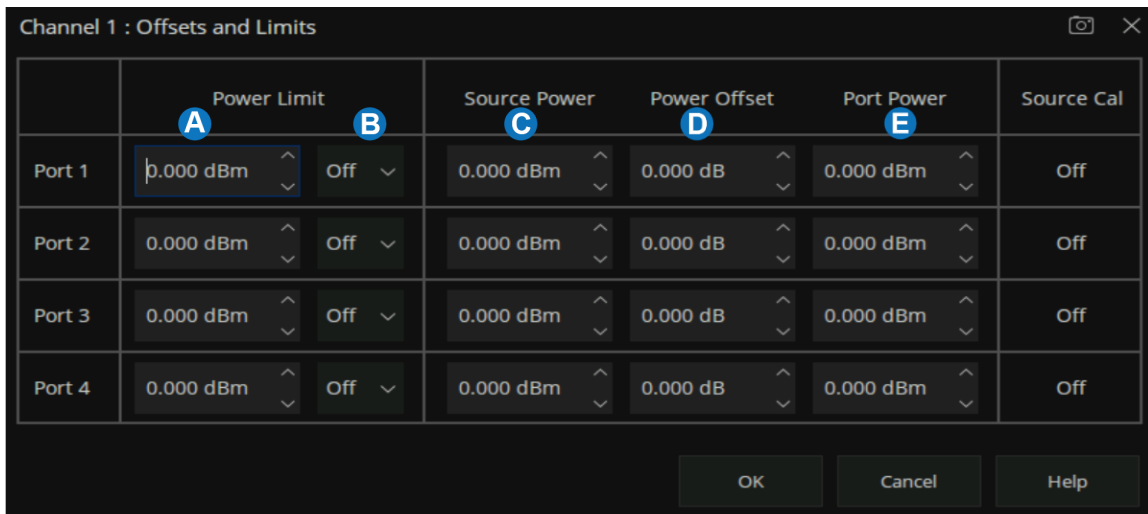 Channel 1 : Offsets and Limits
Power Limit Source Power Power Offset Port Power Source Cal
A B C D E
Port 1 0.000 dBm Off 0.000 dBm 0.000 dB 0.000 dBm Off
Port 2 0.000 dBm Off 0.000 dBm 0.000 dB 0.000 dBm Off
Port 3 0.000 dBm Off 0.000 dBm 0.000 dB 0.000 dBm Off
Port 4 0.000 dBm Off 0.000 dBm 0.000 dB 0.000 dBm Off
OK Cancel Help